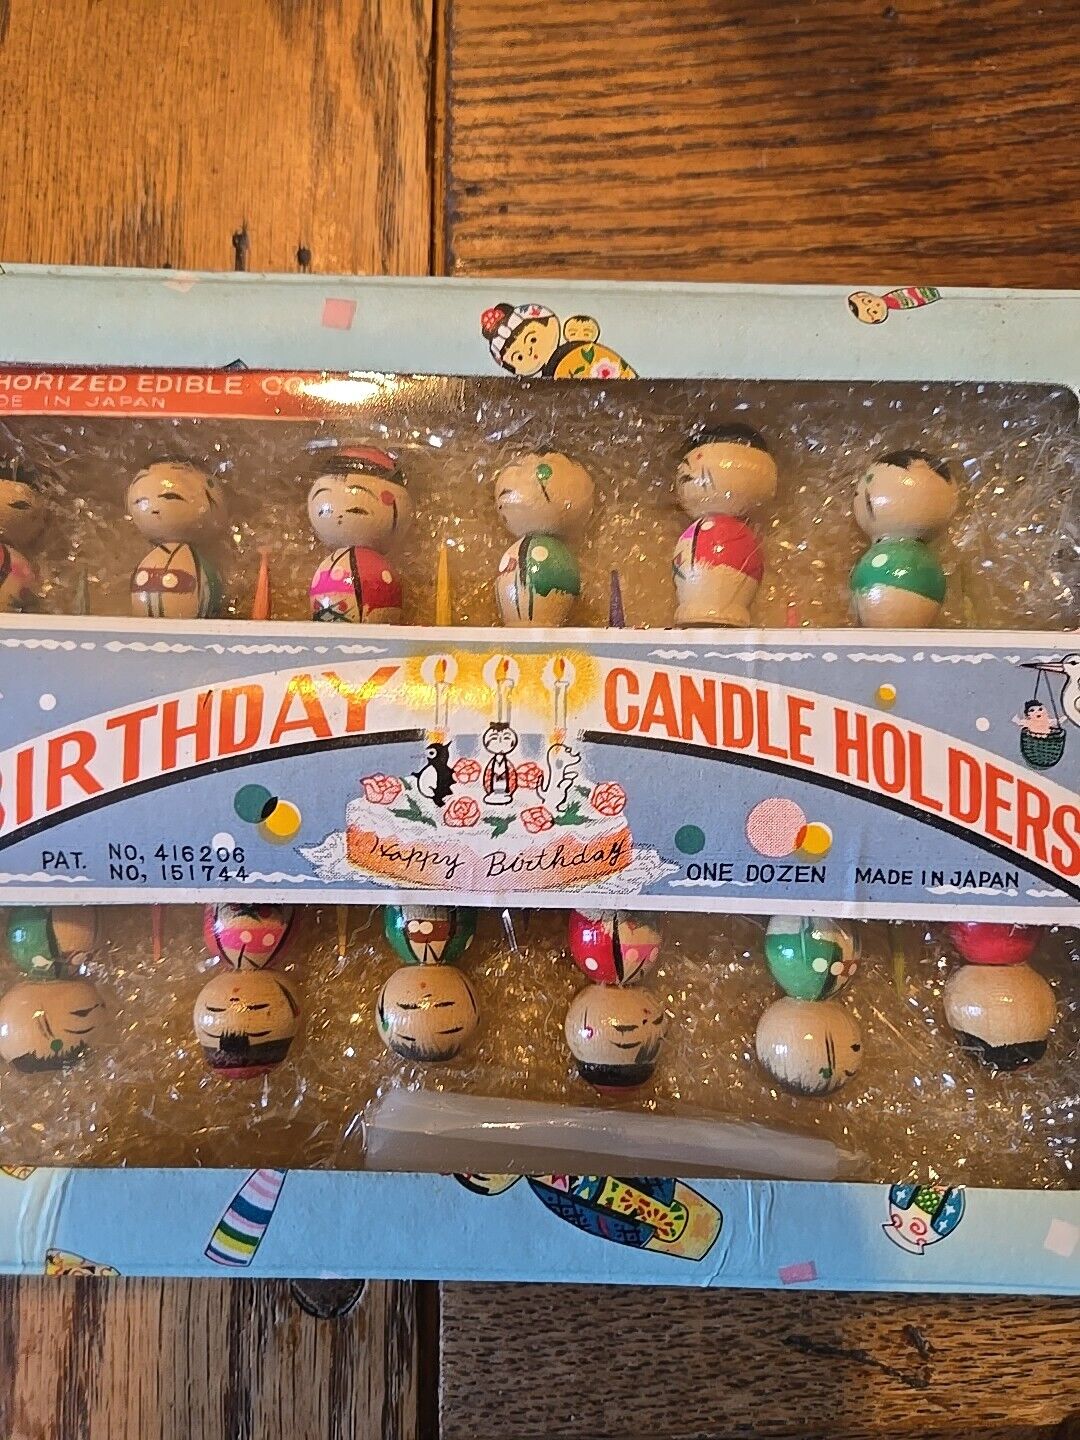 HORIZED EDIBLE CO
DE IN JAPAN
BIRTHDAY CANDLE HOLDERS
Happy Birthday
PAT. NO, 416206
NO, 151744
ONE DOZEN MADE IN JAPAN